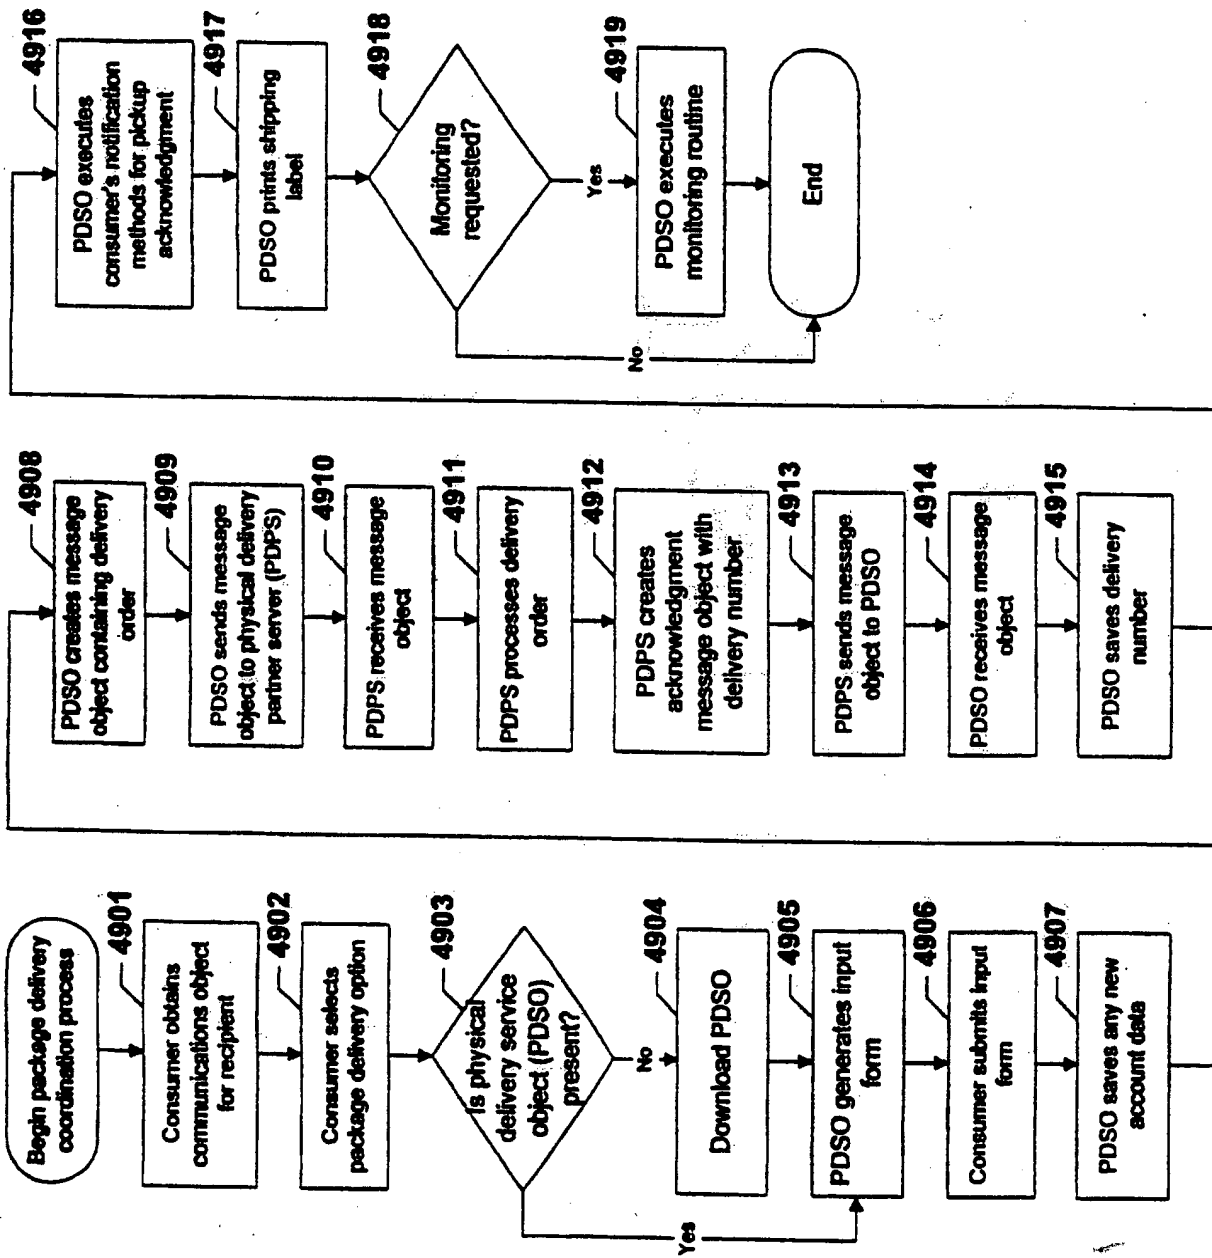 Begin package delivery
coordination process
4901
Consumer obtains
communications object
for recipient
4902
Consumer selects
package delivery option
4903
Is physical
delivery service
object (PDSO)
present?
Yes
No
4904
Download PDSO
4905
PDSO generates input
form
4906
Consumer submits input
form
4907
PDSO saves any new
account data
4908
PDSO creates message
object containing delivery
order
4909
PDSO sends message
object to physical delivery
partner server (PDPS)
4910
PDPS receives message
object
4911
PDPS processes delivery
order
4912
PDPS creates
acknowledgment
message object with
delivery number
4913
PDPS sends message
object to PDSO
4914
PDSO receives message
object
4915
PDSO saves delivery
number
4916
PDSO executes
consumer's notification
methods for pickup
acknowledgment
4917
PDSO prints shipping
label
4918
Monitoring
requested?
No
Yes
4919
PDSO executes
monitoring routine
End